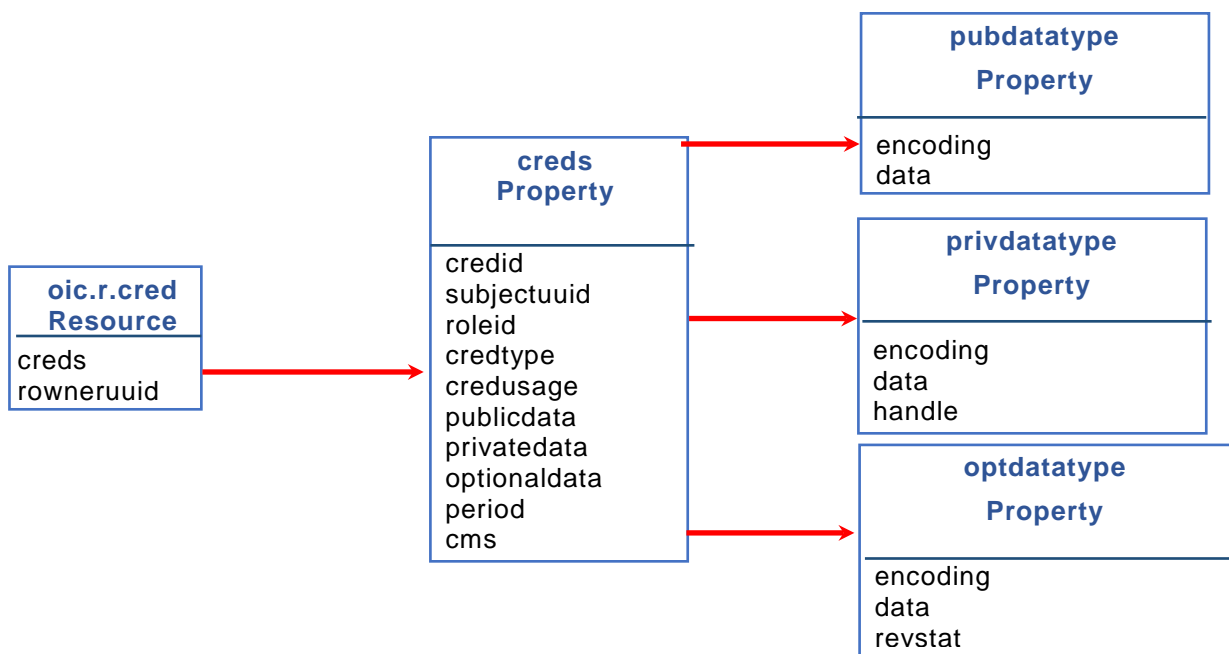 oic.r.cred
Resource
creds
rowneruuid
creds
Property
credid
subjectuuid
roleid
credtype
credusage
publicdata
privatedata
optionaldata
period
cms
pubdatatype
Property
encoding
data
privdatatype
Property
encoding
data
handle
optdatatype
Property
encoding
data
revstat